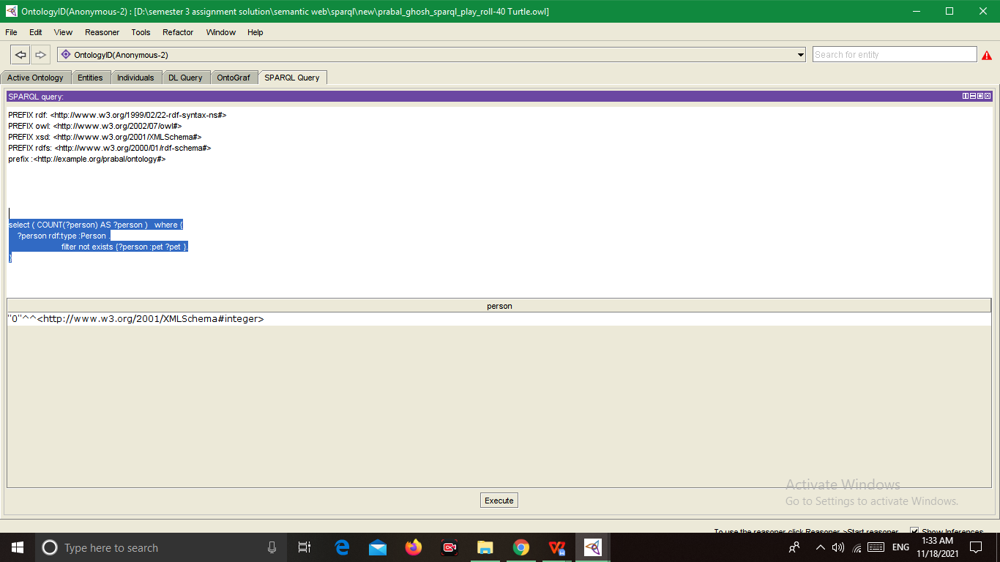 OntologyID(Anonymous-2) : [D:\semester 3 assignment solution\semantic web\sparql\new\prabal_ghosh_sparql_play_roll-40 Turtle.owl]
File Edit View Reasoner Tools Refactor Window Help
OntologyID(Anonymous-2) Search for entity
Active Ontology Entities Individuals DL Query OntoGraf SPARQL Query
SPARQL query:
PREFIX rdf: <http://www.w3.org/1999/02/22-rdf-syntax-ns#>
PREFIX owl: <http://www.w3.org/2002/07/owl#>
PREFIX xsd: <http://www.w3.org/2001/XMLSchema#>
PREFIX rdfs: <http://www.w3.org/2000/01/rdf-schema#>
prefix :<http://example.org/prabal/ontology#>
select ( COUNT(?person) AS ?person ) where {
?person rdf:type :Person .
filter not exists {?person :pet ?pet }.
}
person
"0"^^<http://www.w3.org/2001/XMLSchema#integer>
Activate Windows
Go to Settings to activate Windows.
Execute
To use the reasoner click Reasoner->Start reasoner Show Inferences
Type here to search ENG 1:33 AM
11/18/2021